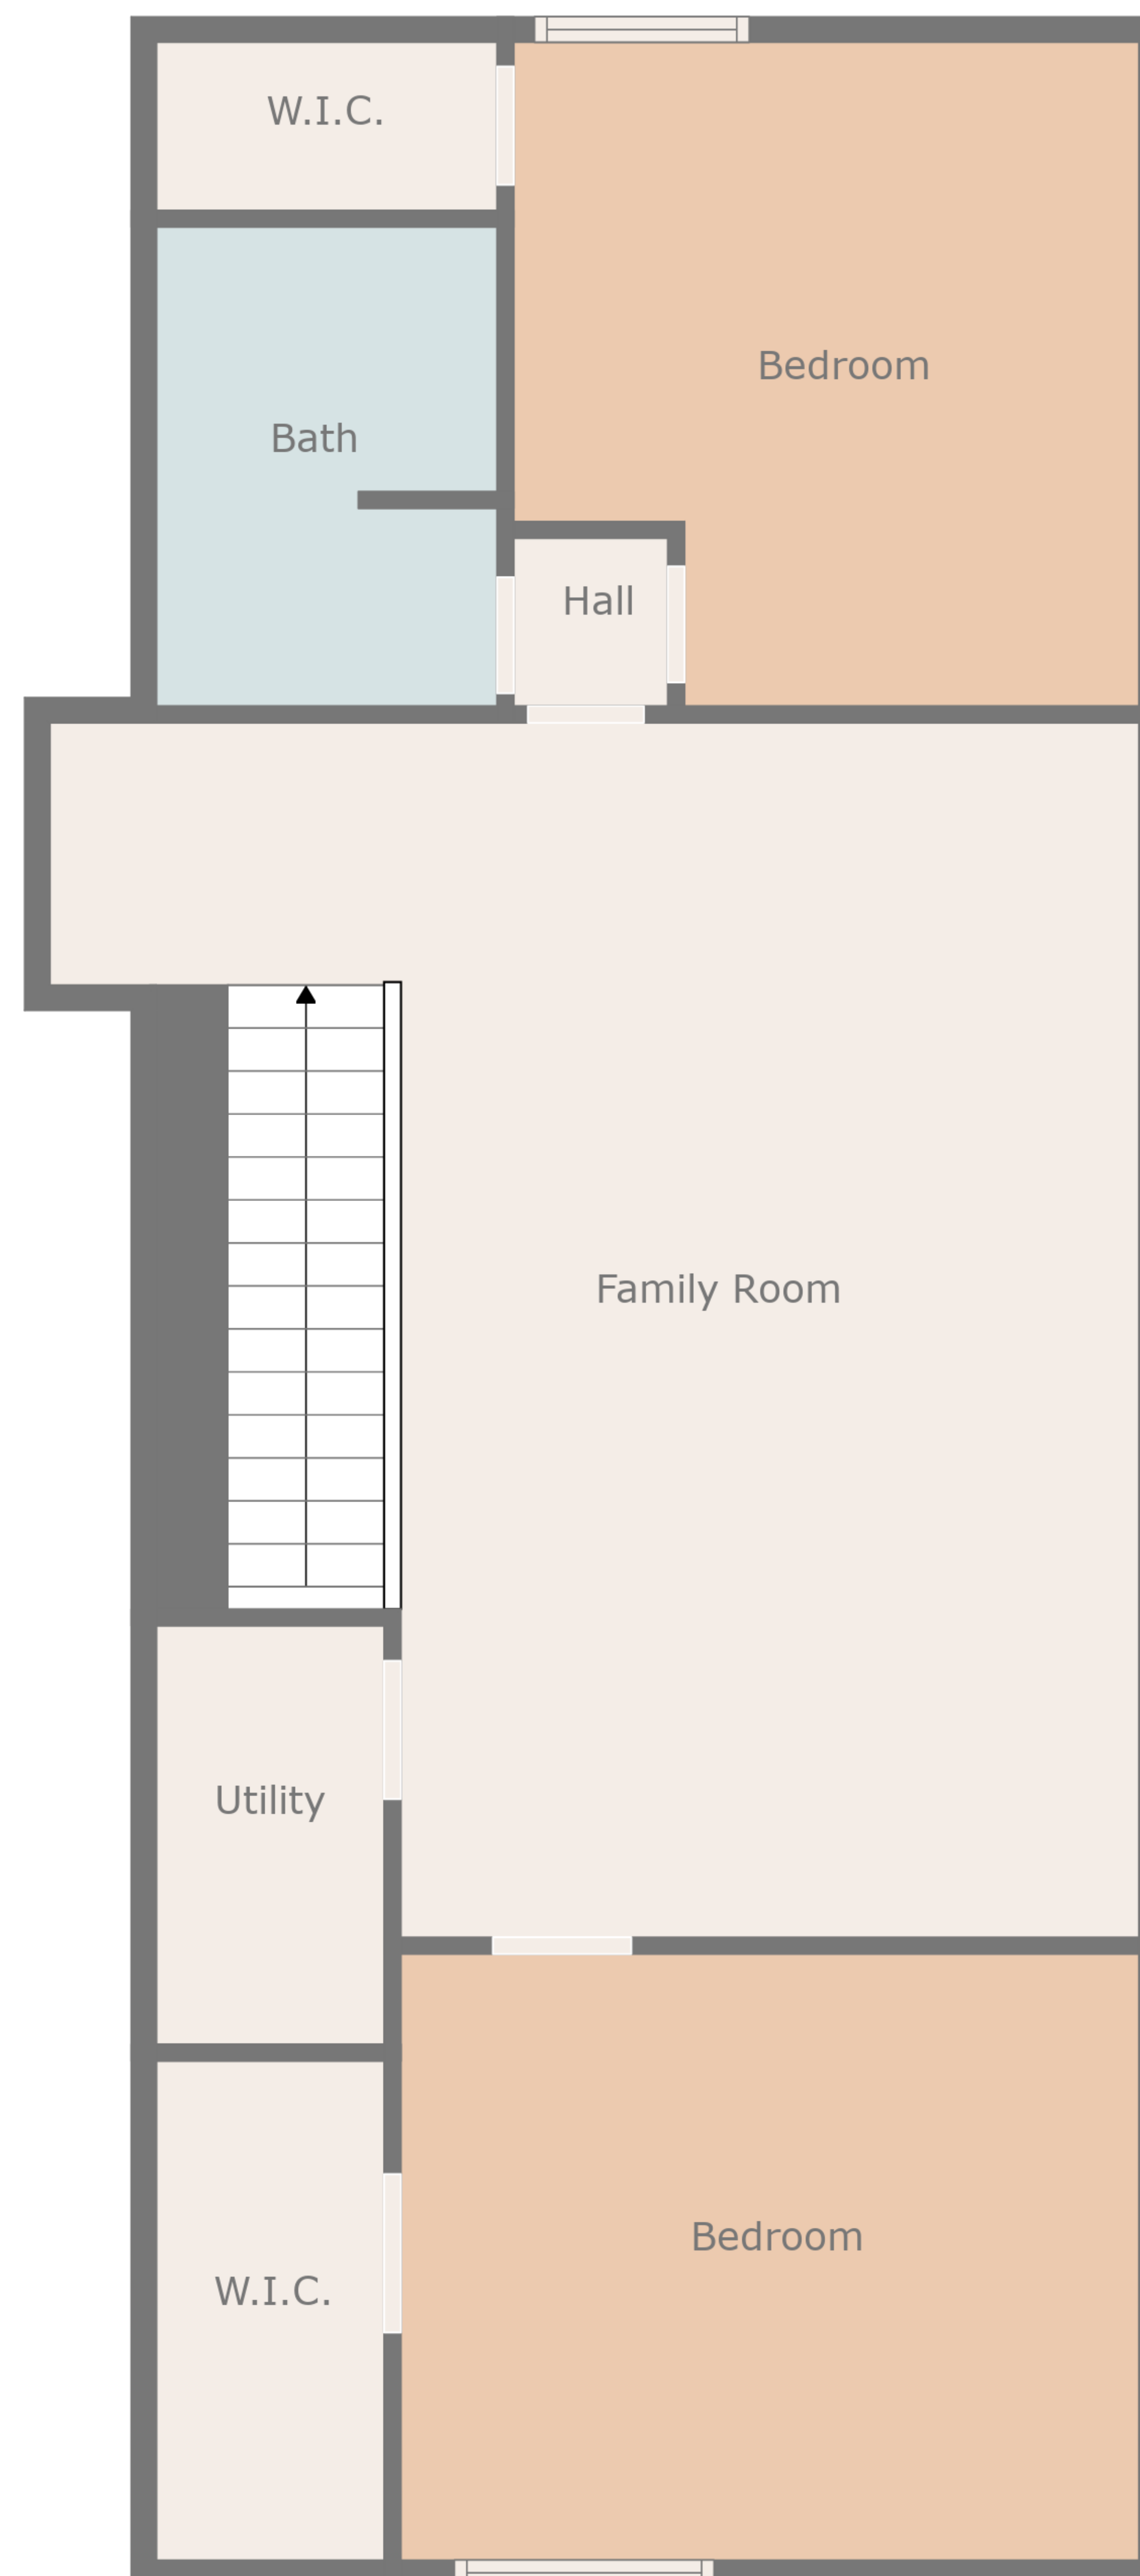 W.I.C.
Bedroom
Bath
Hall
Family Room
Utility
Bedroom
W.I.C.